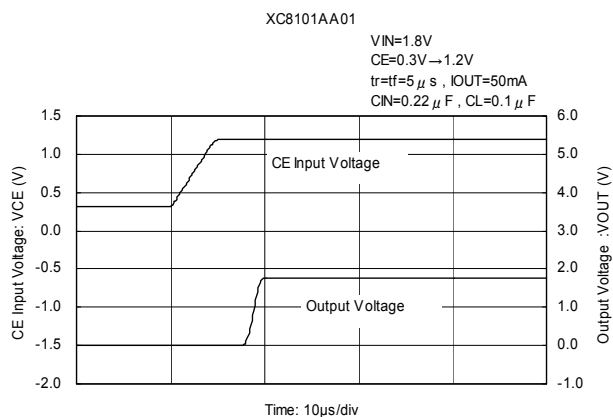 XC8101AA01
VIN=1.8V
CE=0.3V→1.2V
tr=tf=5μs , IOUT=50mA
CIN=0.22μF , CL=0.1μF
1.5
1.0
0.5
0.0
-0.5
-1.0
-1.5
-2.0
CE Input Voltage: VCE (V)
CE Input Voltage
Output Voltage
6.0
5.0
4.0
3.0
2.0
1.0
0.0
-1.0
Output Voltage :VOUT (V)
Time: 10μs/div